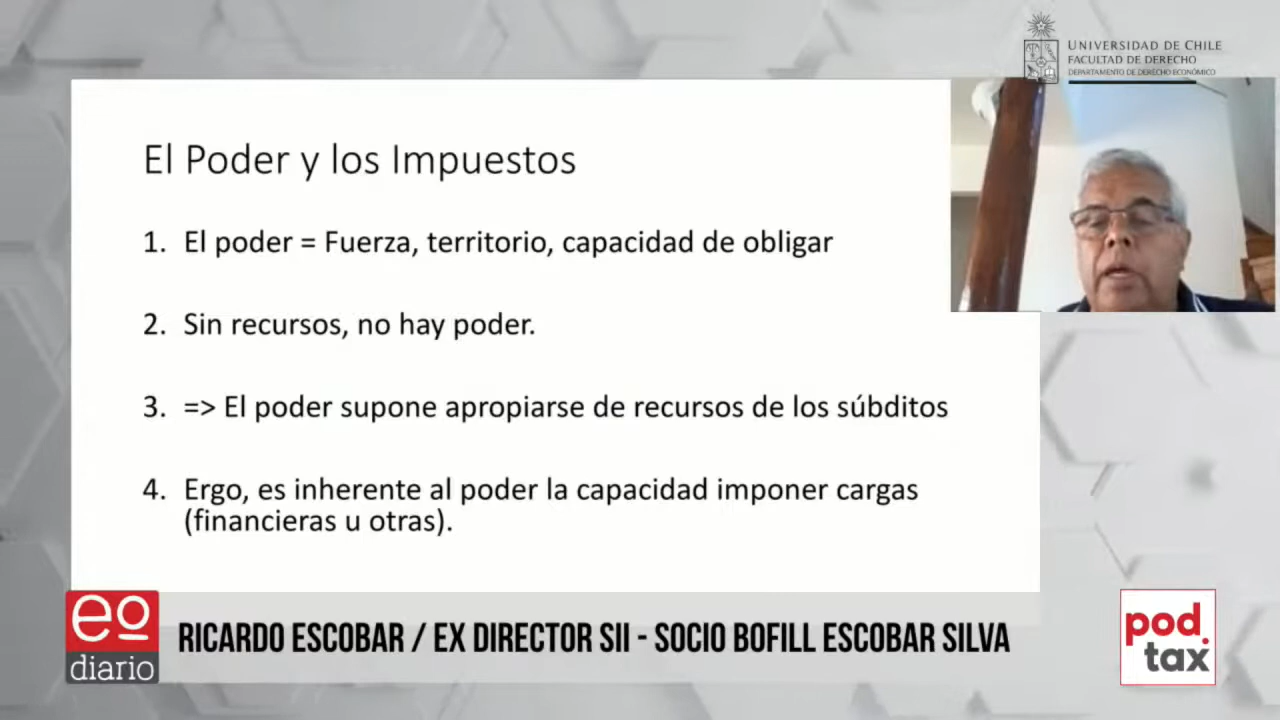 UNIVERSIDAD DE CHILE
FACULTAD DE DERECHO
DEPARTAMENTO DE DERECHO ECONÓMICO
El Poder y los Impuestos
1. El poder = Fuerza, territorio, capacidad de obligar
2. Sin recursos, no hay poder.
3. => El poder supone apropiarse de recursos de los súbditos
4. Ergo, es inherente al poder la capacidad imponer cargas
(financieras u otras).
eo
diario
RICARDO ESCOBAR / EX DIRECTOR SII - SOCIO BOFILL ESCOBAR SILVA
pod.
tax